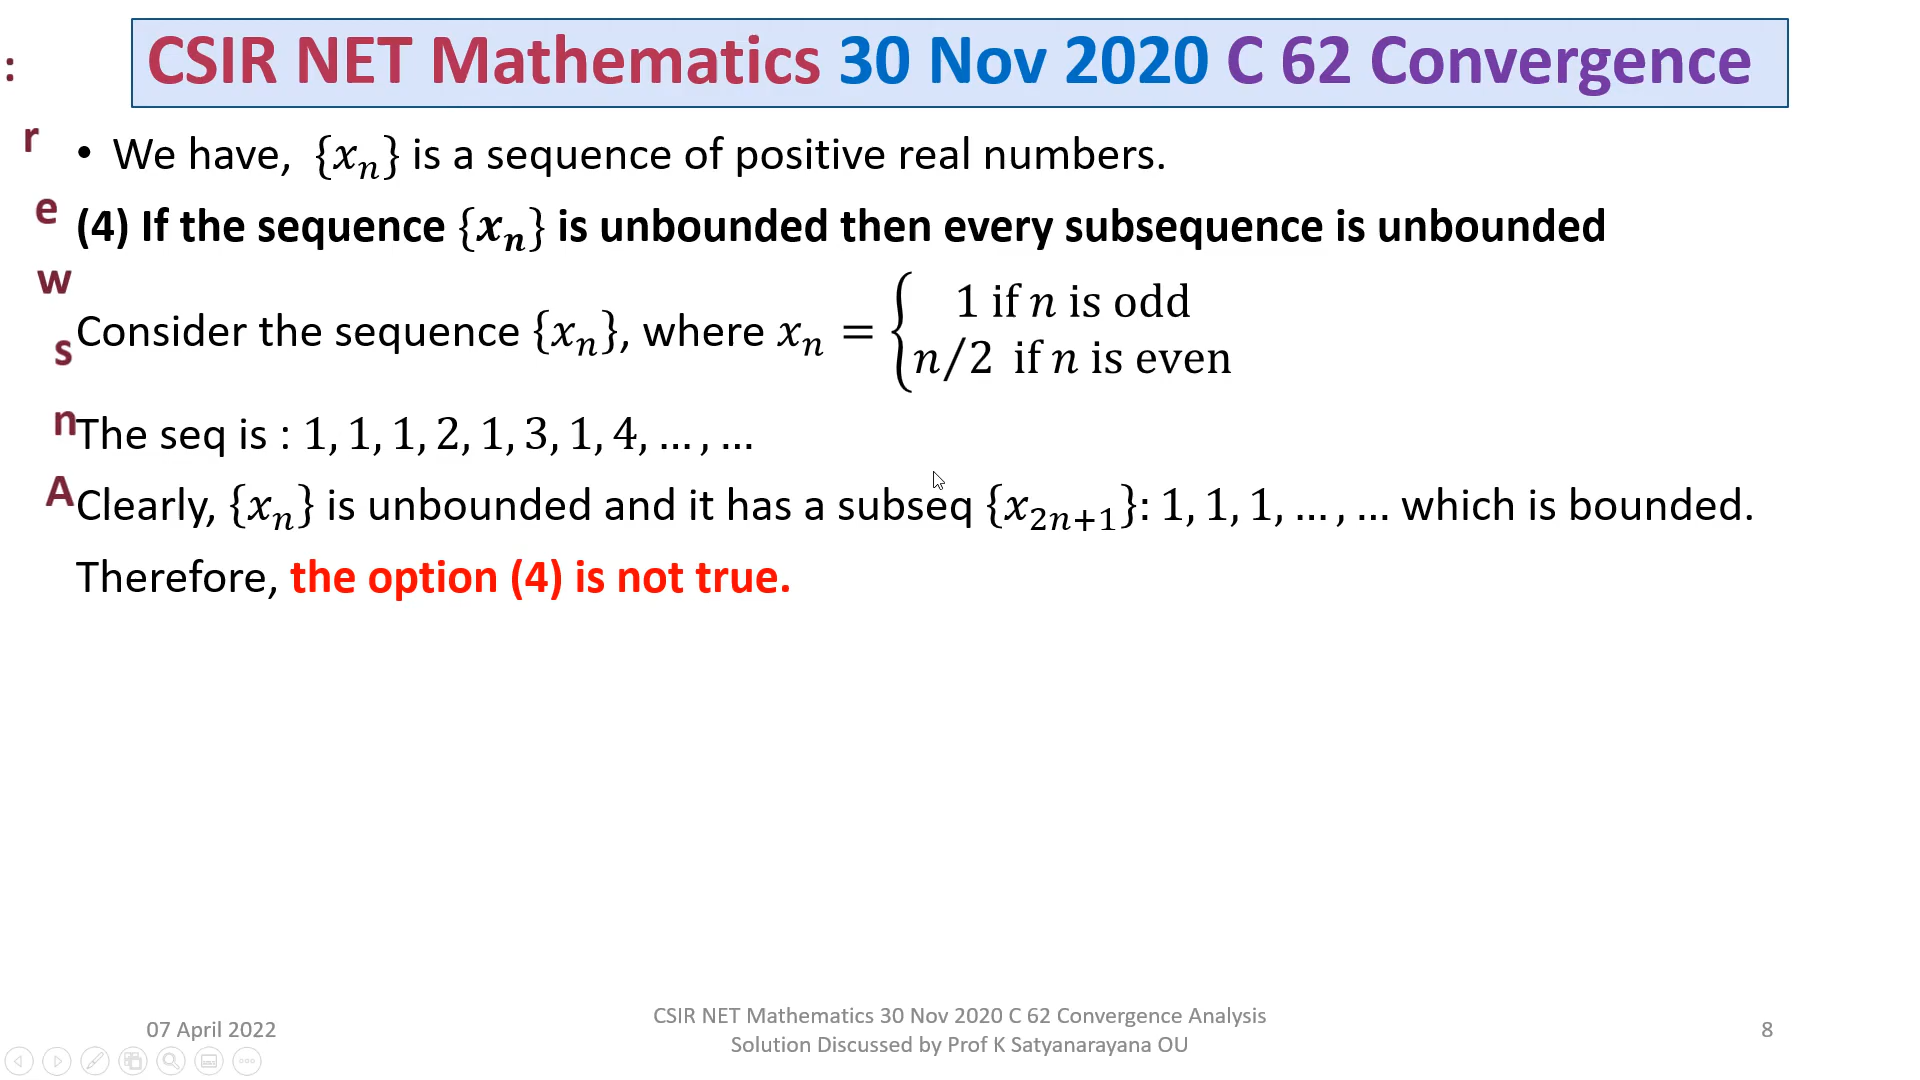 CSIR NET Mathematics 30 Nov 2020 C 62 Convergence
:
r
e
w
s
n
A
• We have, {xₙ} is a sequence of positive real numbers.
(4) If the sequence {xₙ} is unbounded then every subsequence is unbounded
Consider the sequence {xₙ}, where xₙ = { 1 if n is odd
n/2 if n is even
The seq is : 1, 1, 1, 2, 1, 3, 1, 4, … , …
Clearly, {xₙ} is unbounded and it has a subseq {x₂ₙ₊₁}: 1, 1, 1, … , … which is bounded.
Therefore, the option (4) is not true.
07 April 2022
CSIR NET Mathematics 30 Nov 2020 C 62 Convergence Analysis
Solution Discussed by Prof K Satyanarayana OU
8